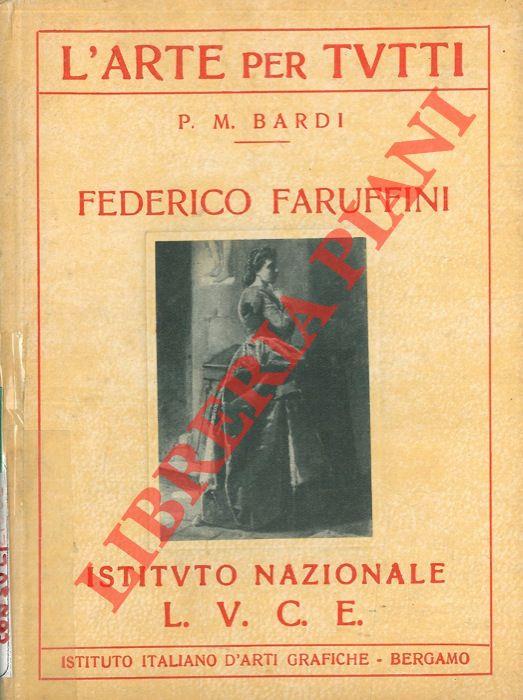 L'ARTE PER TVTTI
P. M. BARDI
FEDERICO FARUFFINI
LIBRERIA PIANI
ISTITVTO NAZIONALE
L. V. C. E.
ISTITUTO ITALIANO D'ARTI GRAFICHE - BERGAMO